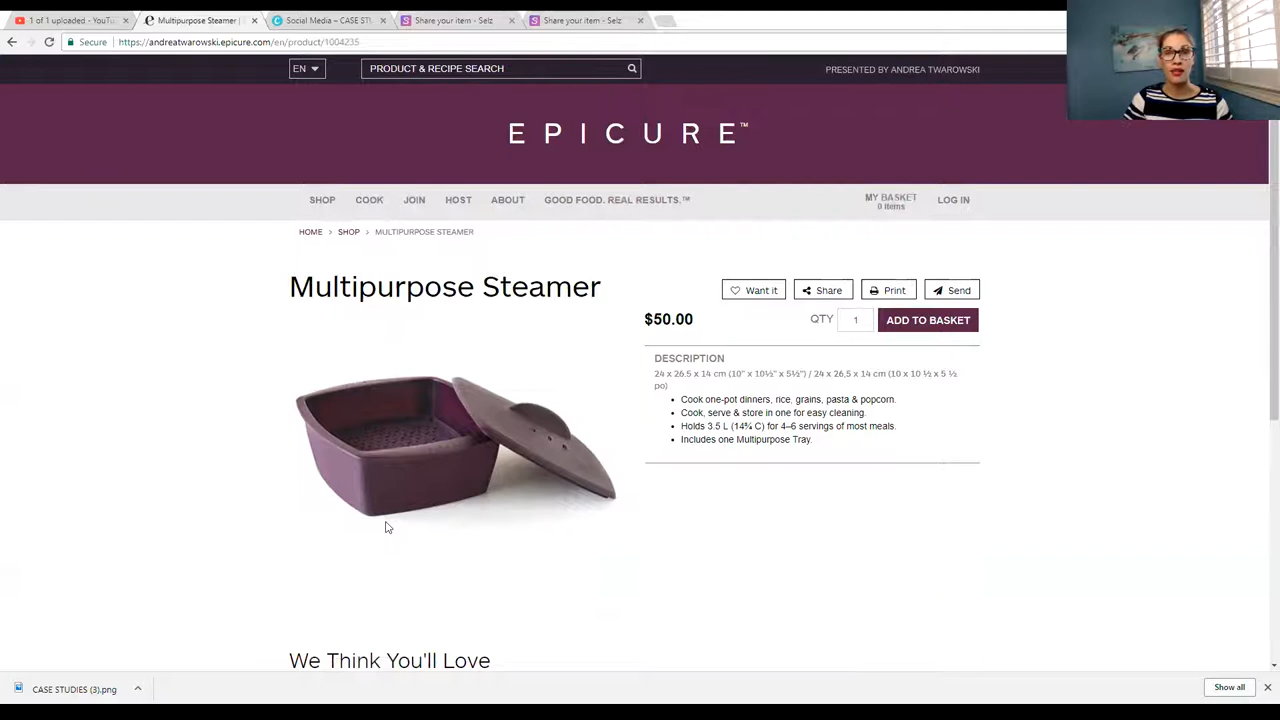 1 of 1 uploaded - YouTu
Multipurpose Steamer |
Social Media – CASE STU
Share your item - Selz
Share your item - Selz
Secure
https://andreatwarowski.epicure.com/en/product/1004235
EN
PRODUCT & RECIPE SEARCH
PRESENTED BY ANDREA TWAROWSKI
EPICURE™
SHOP
COOK
JOIN
HOST
ABOUT
GOOD FOOD. REAL RESULTS.™
MY BASKET
0 Items
LOG IN
HOME > SHOP > MULTIPURPOSE STEAMER
Multipurpose Steamer
Want it
Share
Print
Send
$50.00
QTY
1
ADD TO BASKET
DESCRIPTION
24 x 26.5 x 14 cm (10" x 10½" x 5½") / 24 x 26,5 x 14 cm (10 x 10 ½ x 5 ½
po)
• Cook one-pot dinners, rice, grains, pasta & popcorn.
• Cook, serve & store in one for easy cleaning.
• Holds 3.5 L (14¾ C) for 4–6 servings of most meals.
• Includes one Multipurpose Tray.
We Think You'll Love
CASE STUDIES (3).png
Show all